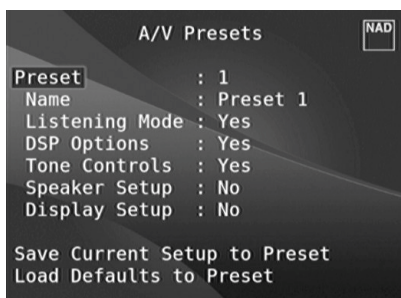 A/V Presets
NAD
Preset : 1
Name : Preset 1
Listening Mode : Yes
DSP Options : Yes
Tone Controls : Yes
Speaker Setup : No
Display Setup : No
Save Current Setup to Preset
Load Defaults to Preset